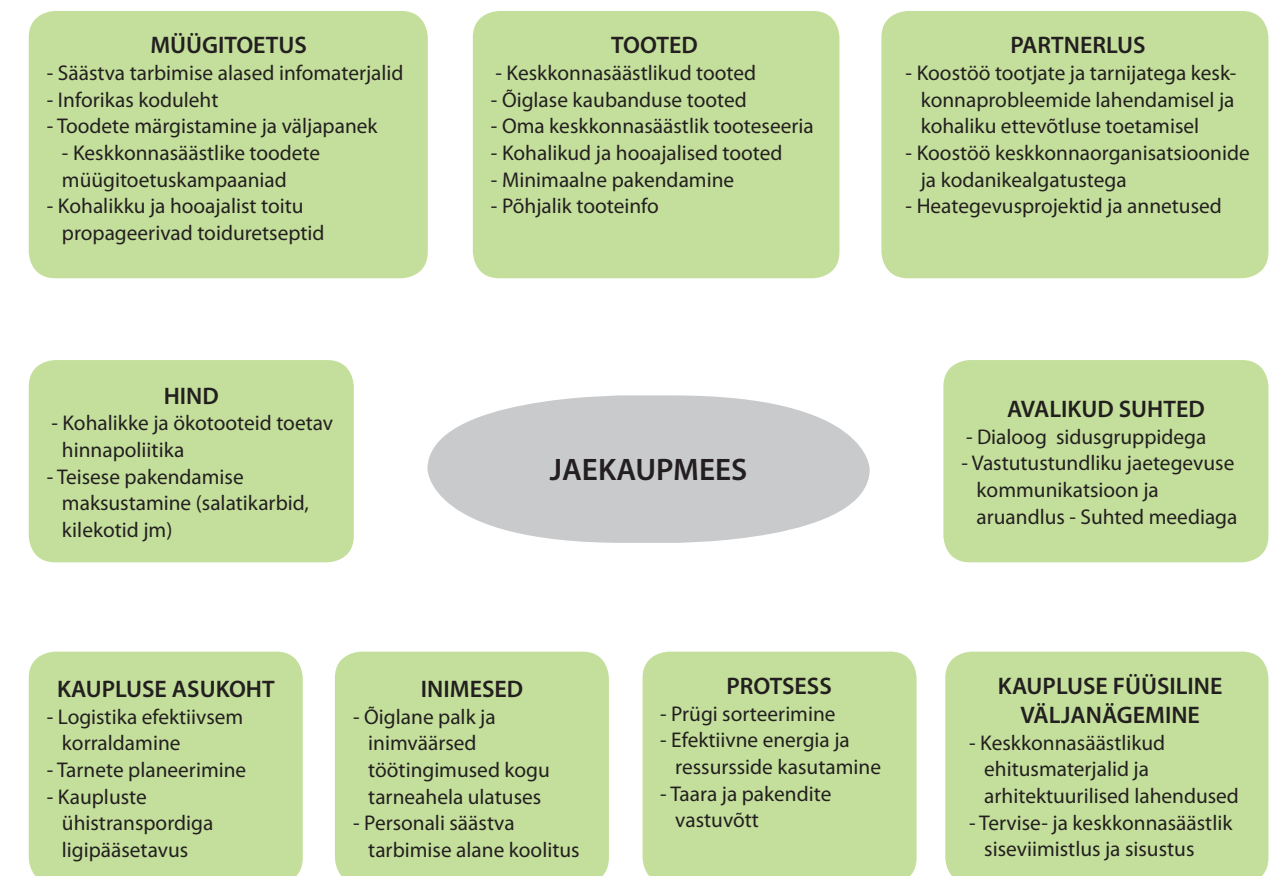 MÜÜGITOETUS
- Säästva tarbimise alased infomaterjalid
- Inforikas koduleht
- Toodete märgistamine ja väljapanek
- Keskkonnasäästlike toodete
müügitoetuskampaaniad
- Kohalikku ja hooajalist toitu
propageerivad toiduretseptid
TOOTED
- Keskkonnasäästlikud tooted
- Õiglase kaubanduse tooted
- Oma keskkonnasäästlik tooteseeria
- Kohalikud ja hooajalised tooted
- Minimaalne pakendamine
- Põhjalik tooteinfo
PARTNERLUS
- Koostöö tootjate ja tarnijatega kesk-
konnaprobleemide lahendamisel ja
kohaliku ettevõtluse toetamisel
- Koostöö keskkonnaorganisatsioonide
ja kodanikealgatustega
- Heategevusprojektid ja annetused
HIND
- Kohalikke ja ökotooteid toetav
hinnapoliitika
- Teisese pakendamise
maksustamine (salatikarbid,
kilekotid jm)
JAEKAUPMEES
AVALIKUD SUHTED
- Dialoog sidusgruppidega
- Vastutustundliku jaetegevuse
kommunikatsioon ja
aruandlus - Suhted meediaga
KAUPLUSE ASUKOHT
- Logistika efektiivsem
korraldamine
- Tarnete planeerimine
- Kaupluste
ühistranspordiga
ligipääsetavus
INIMESED
- Õiglane palk ja
inimväärsed
töötingimused kogu
tarneahela ulatuses
- Personali säästva
tarbimise alane koolitus
PROTSESS
- Prügi sorteerimine
- Efektiivne energia ja
ressursside kasutamine
- Taara ja pakendite
vastuvõtt
KAUPLUSE FÜÜSILINE
VÄLJANÄGEMINE
- Keskkonnasäästlikud
ehitusmaterjalid ja
arhitektuurilised lahendused
- Tervise- ja keskkonnasäästlik
siseviimistlus ja sisustus